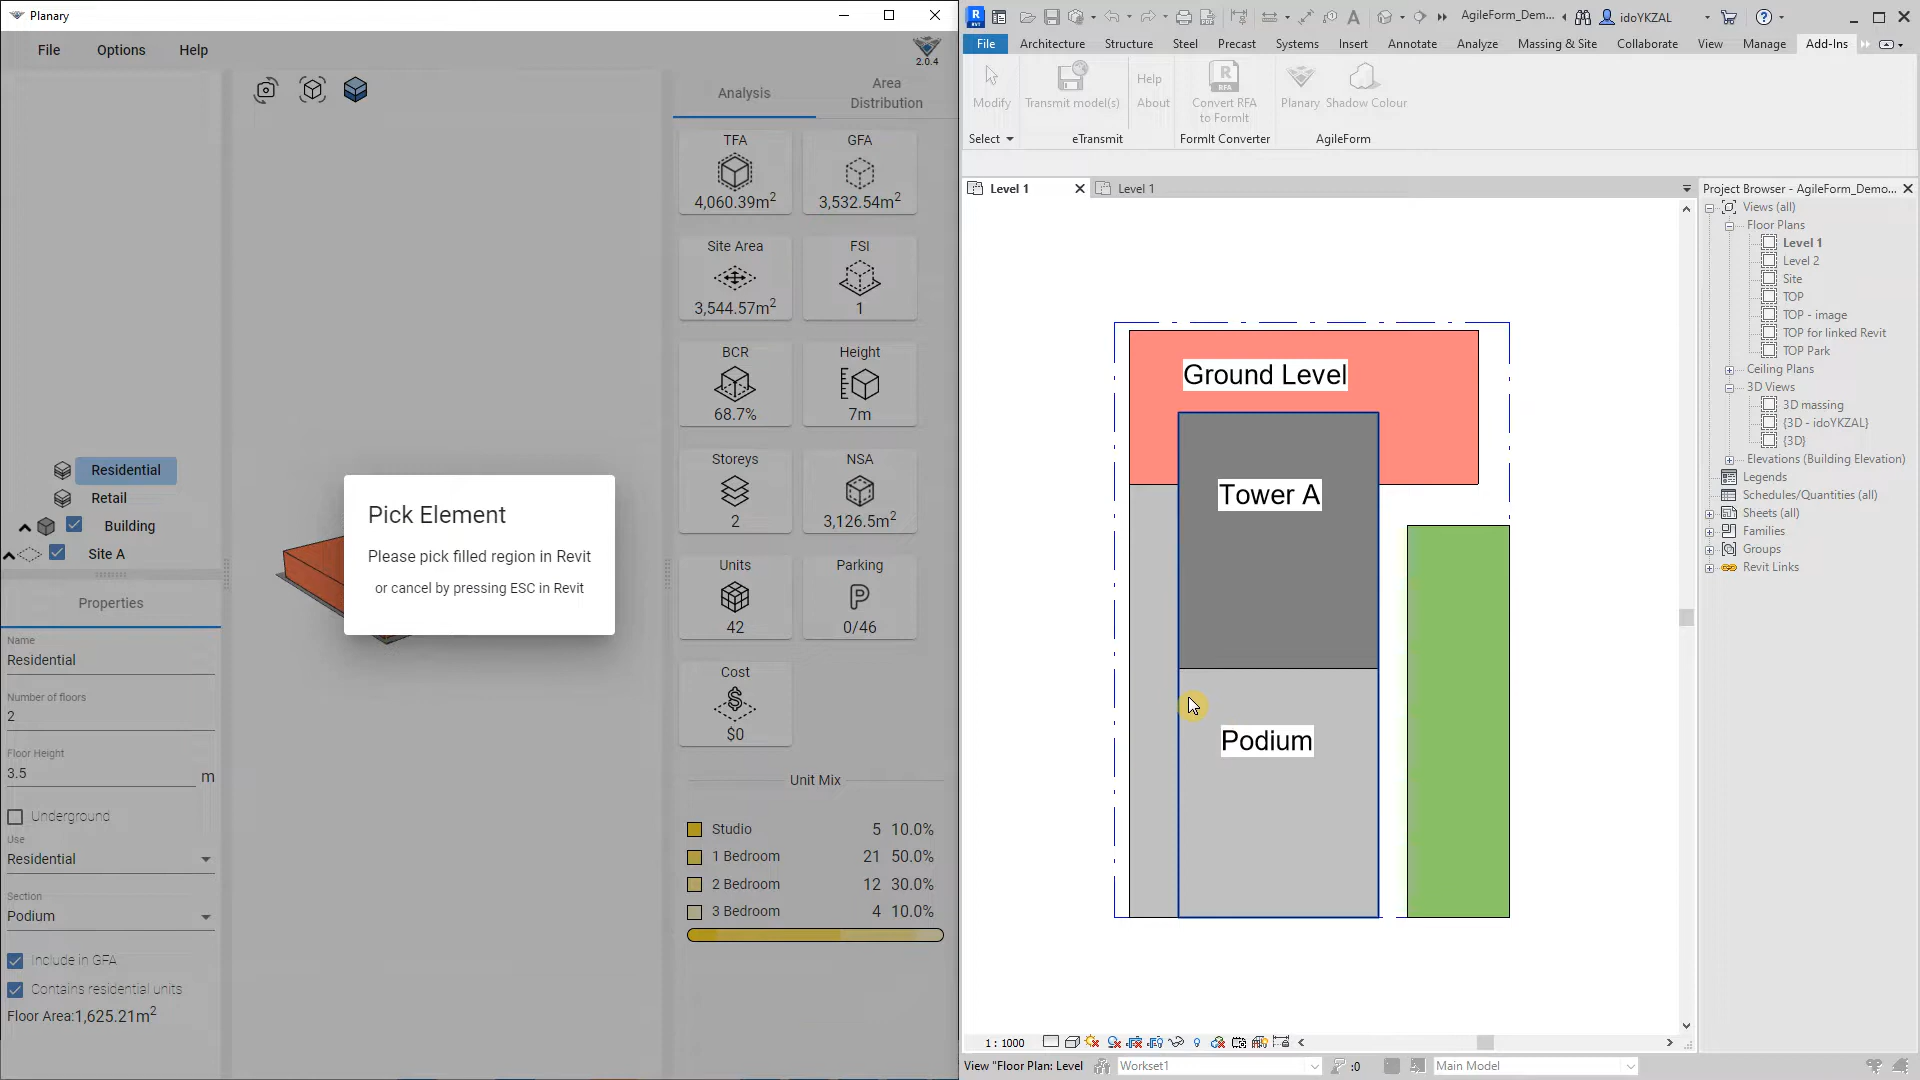 Planary
File Options Help
2.0.4
Analysis
Area
Distribution
TFA
4,060.39m2
GFA
3,532.54m2
Site Area
3,544.57m2
FSI
1
BCR
68.7%
Height
7m
Storeys
2
NSA
3,126.5m2
Units
42
Parking
P
0/46
Cost
$
$0
Unit Mix
Studio 5 10.0%
1 Bedroom 21 50.0%
2 Bedroom 12 30.0%
3 Bedroom 4 10.0%
Residential
Retail
Building
Site A
Properties
Name
Residential
Number of floors
2
Floor Height
3.5 m
Underground
Use
Residential
Section
Podium
Include in GFA
Contains residential units
Floor Area:1,625.21m2
Pick Element
Please pick filled region in Revit
or cancel by pressing ESC in Revit
R
RVT
AgileForm_Dem...
idoYKZAL
File Architecture Structure Steel Precast Systems Insert Annotate Analyze Massing & Site Collaborate View Manage Add-Ins
Modify
Transmit model(s)
Help
About
R
RFA
Convert RFA
to FormIt
Planary
Shadow Colour
Select
eTransmit
FormIt Converter
AgileForm
Level 1
Level 1
Project Browser - AgileForm_Demo...
Views (all)
Floor Plans
Level 1
Level 2
Site
TOP
TOP - image
TOP for linked Revit
TOP Park
Ceiling Plans
3D Views
3D massing
{3D - idoYKZAL}
{3D}
Elevations (Building Elevation)
Legends
Schedules/Quantities (all)
Sheets (all)
Families
Groups
Revit Links
Ground Level
Tower A
Podium
1 : 1000
View "Floor Plan: Level
Workset1
:0
Main Model